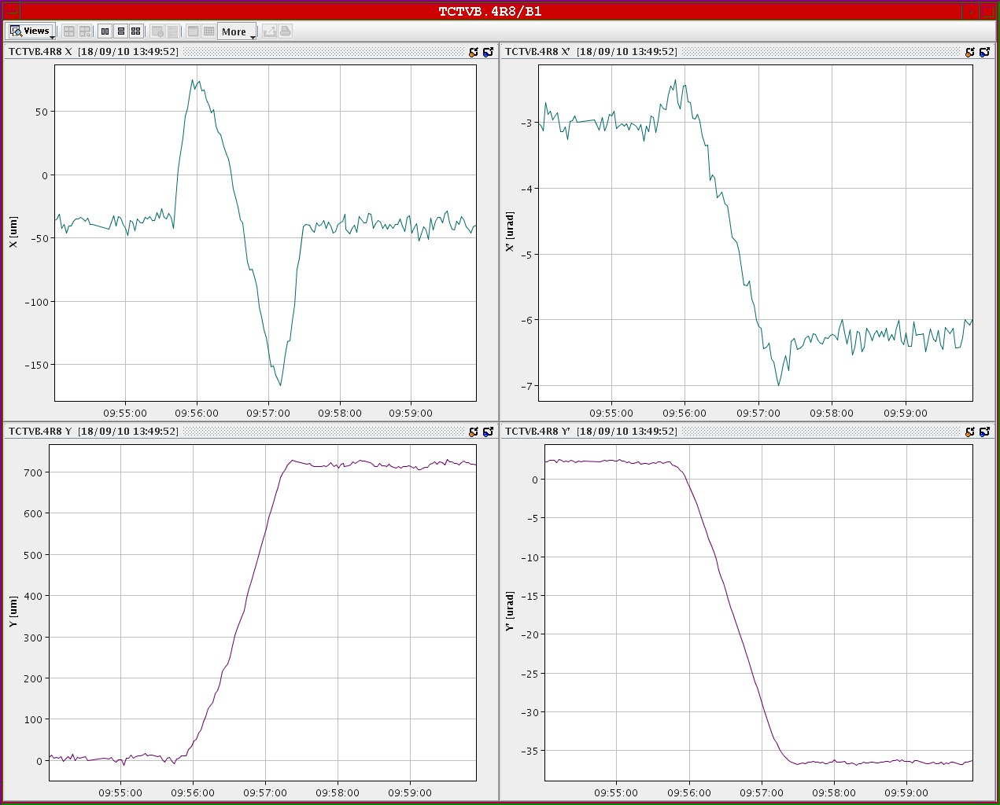 TCTVB.4R8/B1
Views More
TCTVB.4R8 X [18/09/10 13:49:52]
X [um]
50
0
-50
-100
-150
09:55:00 09:56:00 09:57:00 09:58:00 09:59:00
TCTVB.4R8 X' [18/09/10 13:49:52]
X' [urad]
-3
-4
-5
-6
-7
09:55:00 09:56:00 09:57:00 09:58:00 09:59:00
TCTVB.4R8 Y [18/09/10 13:49:52]
Y [um]
700
600
500
400
300
200
100
0
09:55:00 09:56:00 09:57:00 09:58:00 09:59:00
TCTVB.4R8 Y' [18/09/10 13:49:52]
Y' [urad]
0
-5
-10
-15
-20
-25
-30
-35
09:55:00 09:56:00 09:57:00 09:58:00 09:59:00